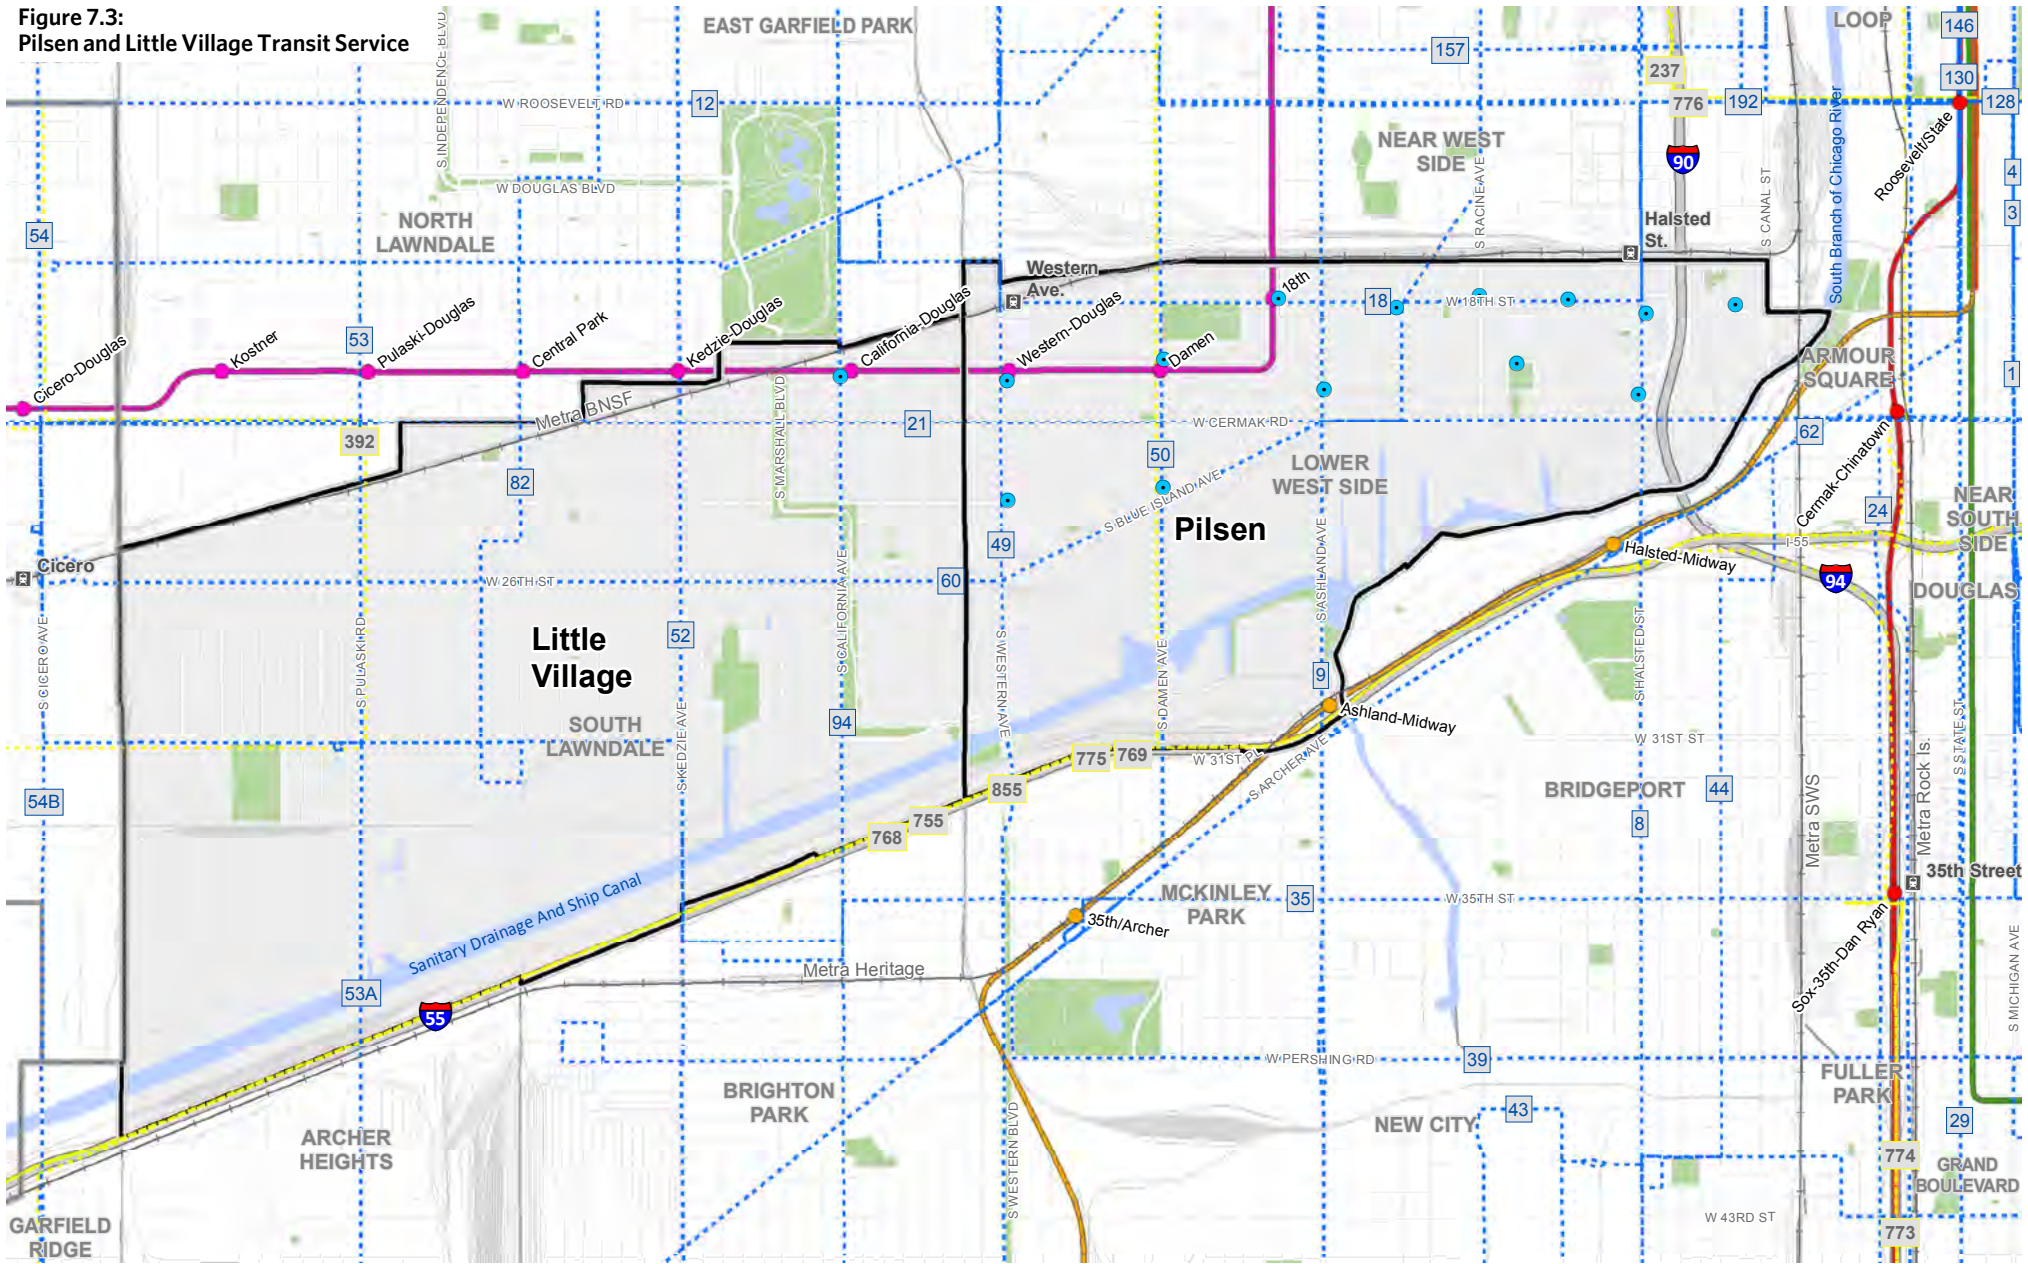 Figure 7.3:
Pilsen and Little Village Transit Service
EAST GARFIELD PARK
LOOP
146
157
237
130
776
192
128
W ROOSEVELT RD
12
S INDEPENDENCE BLVD
W DOUGLAS BLVD
NEAR WEST
SIDE
90
S RACINE AVE
S CANAL ST
South Branch of Chicago River
Roosevelt/State
4
3
NORTH
LAWNDALE
54
Halsted
St.
Western
Ave.
18th
18
W 18TH ST
Cicero-Douglas
Kostner
53
Pulaski-Douglas
Central Park
Kedzie-Douglas
California-Douglas
Western-Douglas
Damen
ARMOUR
SQUARE
1
Metra BNSF
392
21
W CERMAK RD
62
S MARSHALL BLVD
82
50
LOWER
WEST SIDE
S BLUE ISLAND AVE
Cermak-Chinatown
24
NEAR
SOUTH
SIDE
Pilsen
49
S ASHLAND AVE
Halsted-Midway
I-55
94
DOUGLAS
Cicero
W 26TH ST
60
S CICERO AVE
S PULASKI RD
Little
Village
52
S CALIFORNIA AVE
S WESTERN AVE
S DAMEN AVE
9
S HALSTED ST
Ashland-Midway
SOUTH
LAWNDALE
S KEDZIE AVE
94
W 31ST PL
775
769
S ARCHER AVE
W 31ST ST
S STATE ST
Metra Rock Is.
Metra SWS
54B
855
755
768
BRIDGEPORT
44
8
35th Street
MCKINLEY
PARK
35
W 35TH ST
35th/Archer
Sanitary Drainage And Ship Canal
Metra Heritage
Sox-35th-Dan Ryan
S MICHIGAN AVE
53A
55
W PERSHING RD
39
FULLER
PARK
BRIGHTON
PARK
S WESTERN BLVD
NEW CITY
43
29
ARCHER
HEIGHTS
774
GRAND
BOULEVARD
GARFIELD
RIDGE
W 43RD ST
773